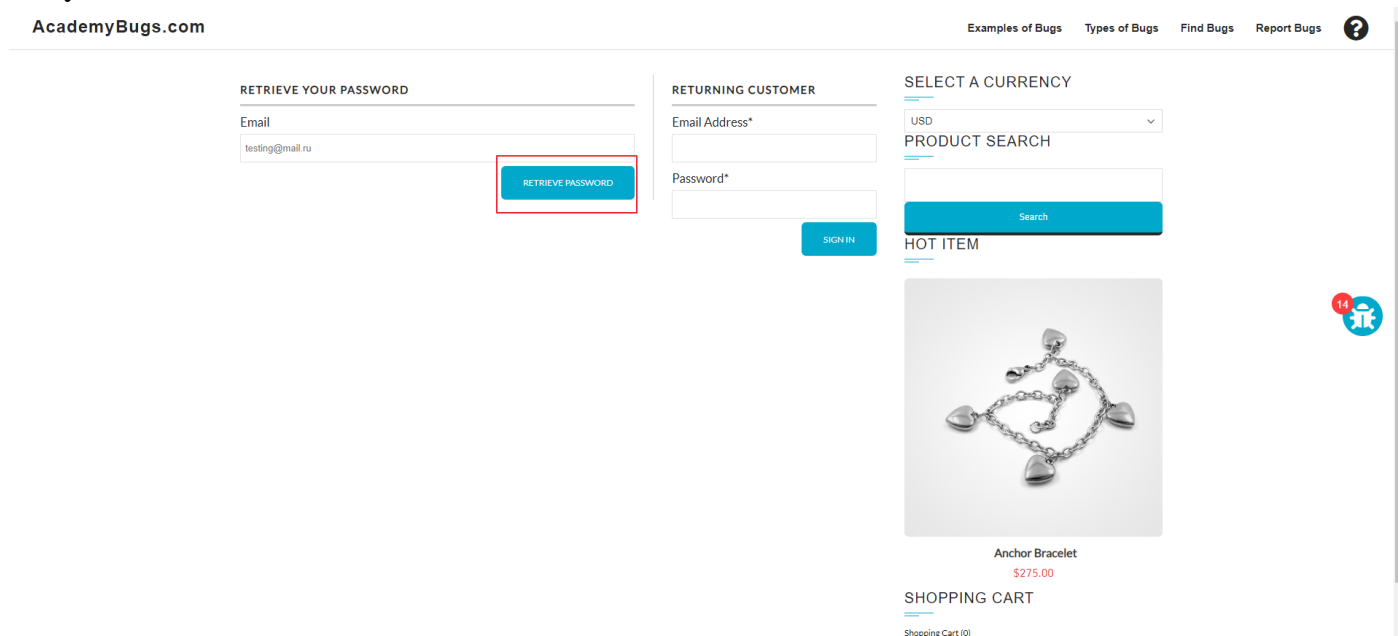 AcademyBugs.com
Examples of Bugs Types of Bugs Find Bugs Report Bugs ?
RETRIEVE YOUR PASSWORD
Email
testing@mail.ru
RETRIEVE PASSWORD
RETURNING CUSTOMER
Email Address*
Password*
SIGN IN
SELECT A CURRENCY
USD
PRODUCT SEARCH
Search
HOT ITEM
Anchor Bracelet
$275.00
SHOPPING CART
Shopping Cart (0)
14